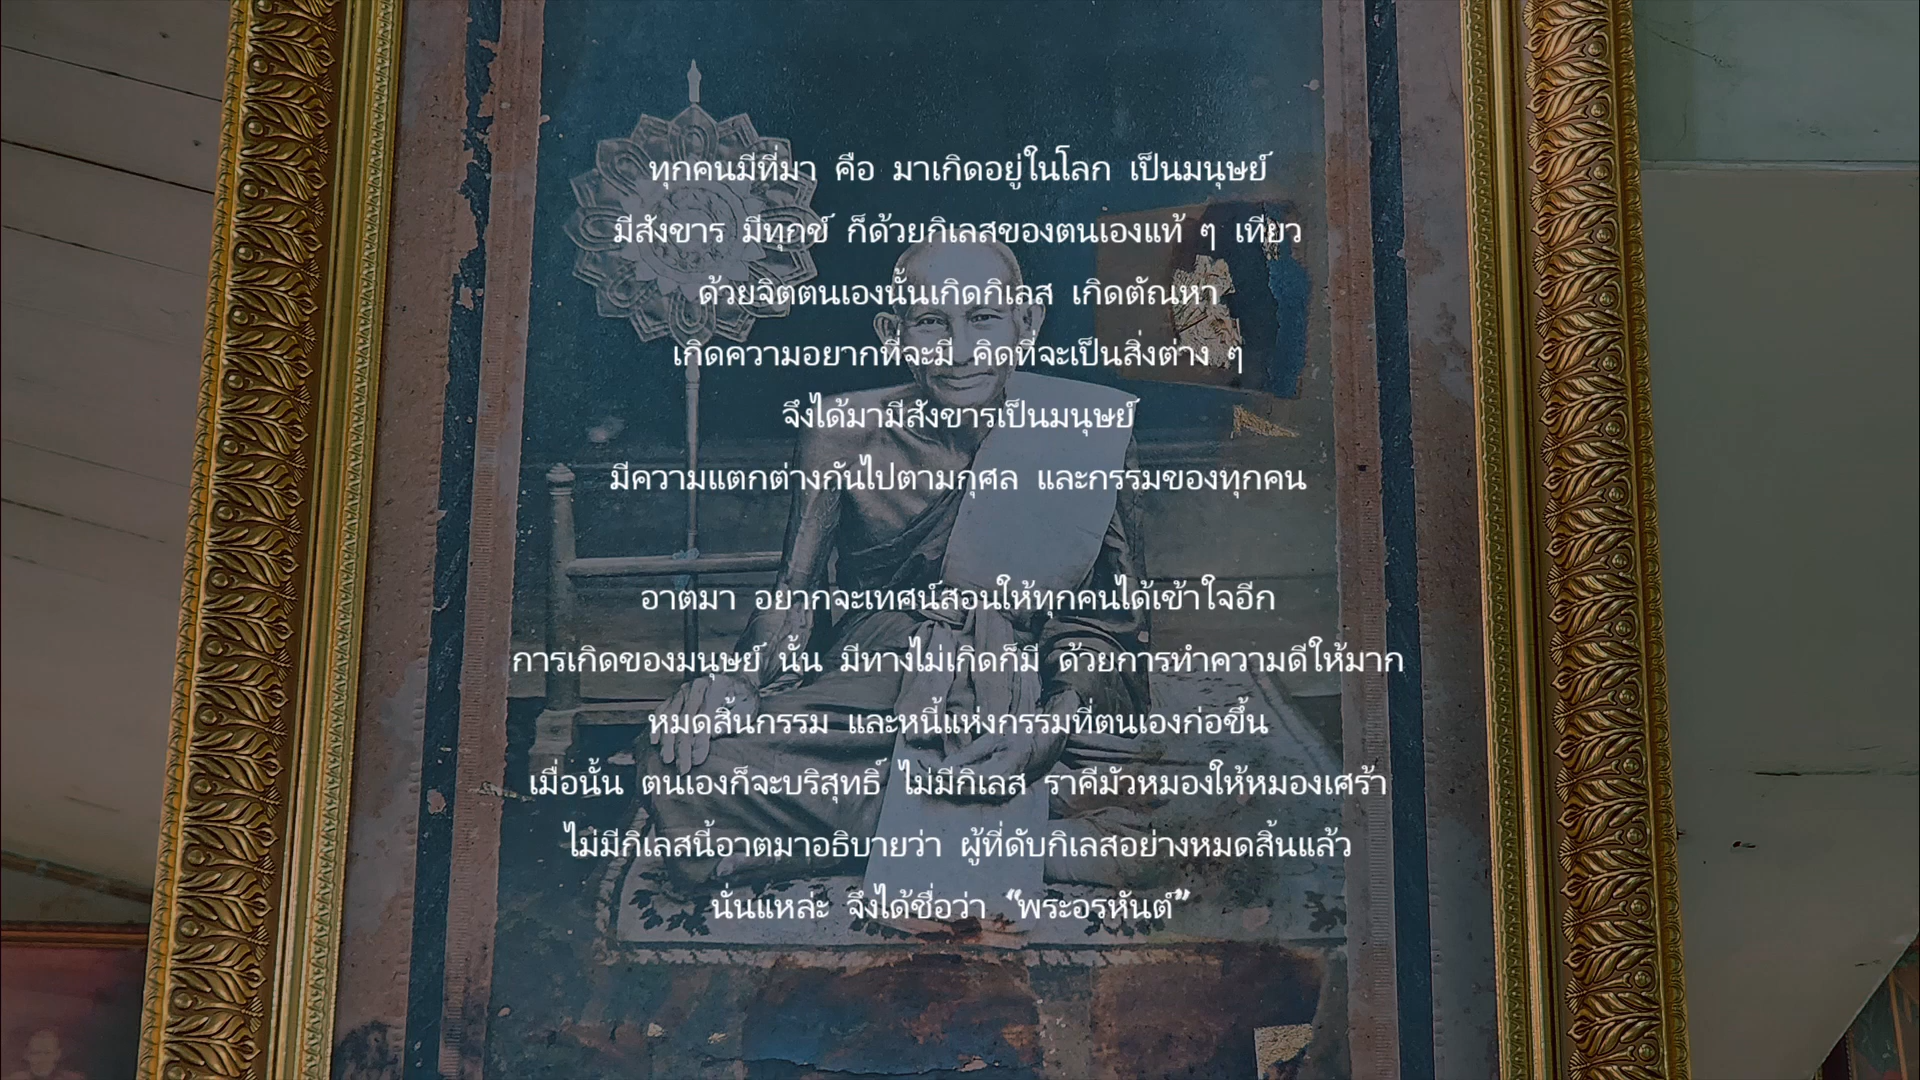 ทุกคนมีที่มา คือ มาเกิดอยู่ในโลก เป็นมนุษย์
มีสังขาร มีทุกข์ ก็ด้วยกิเลสของตนเองแท้ ๆ เทียว
ด้วยจิตตนเองนั้นเกิดกิเลส เกิดตัณหา
เกิดความอยากที่จะมี คิดที่จะเป็นสิ่งต่าง ๆ
จึงได้มามีสังขารเป็นมนุษย์
มีความแตกต่างกันไปตามกุศล และกรรมของทุกคน
อาตมา อยากจะเทศน์สอนให้ทุกคนได้เข้าใจอีก
การเกิดของมนุษย์ นั้น มีทางไม่เกิดก็มี ด้วยการทำความดีให้มาก
หมดสิ้นกรรม และหนี้แห่งกรรมที่ตนเองก่อขึ้น
เมื่อนั้น ตนเองก็จะบริสุทธิ์ ไม่มีกิเลส ราคีมัวหมองให้หมองเศร้า
ไม่มีกิเลสนี้อาตมาอธิบายว่า ผู้ที่ดับกิเลสอย่างหมดสิ้นแล้ว
นั่นแหล่ะ จึงได้ชื่อว่า “พระอรหันต์”